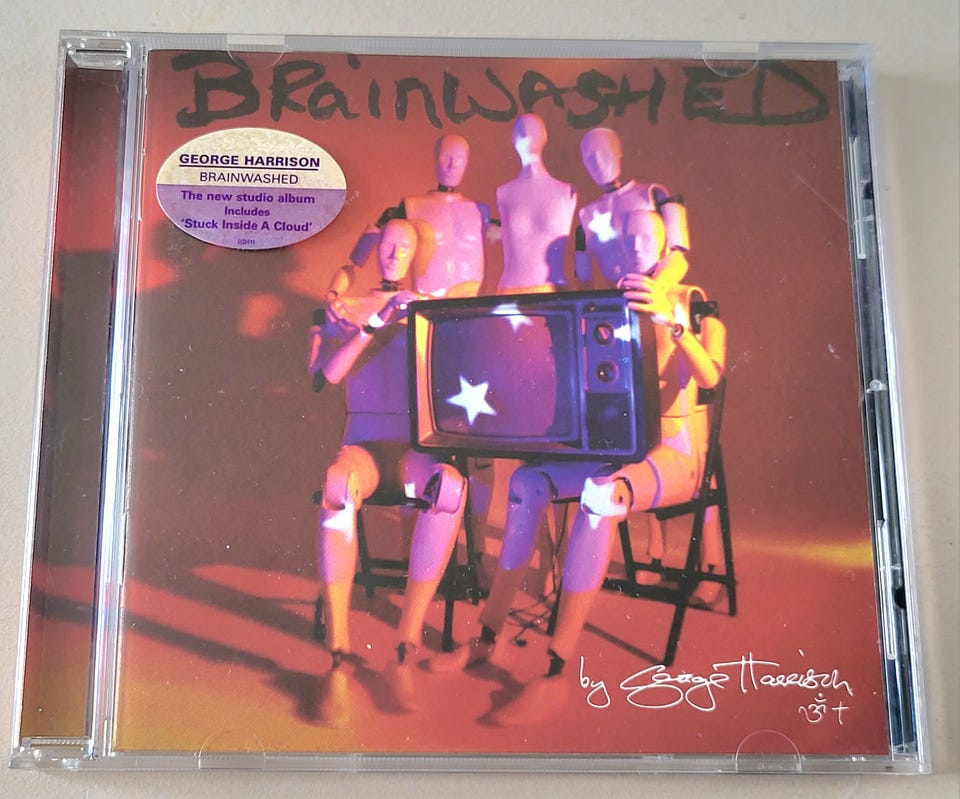 BRainWASHED
GEORGE HARRISON
BRAINWASHED
The new studio album
Includes
'Stuck Inside A Cloud'
by George Harrison
ॐ †